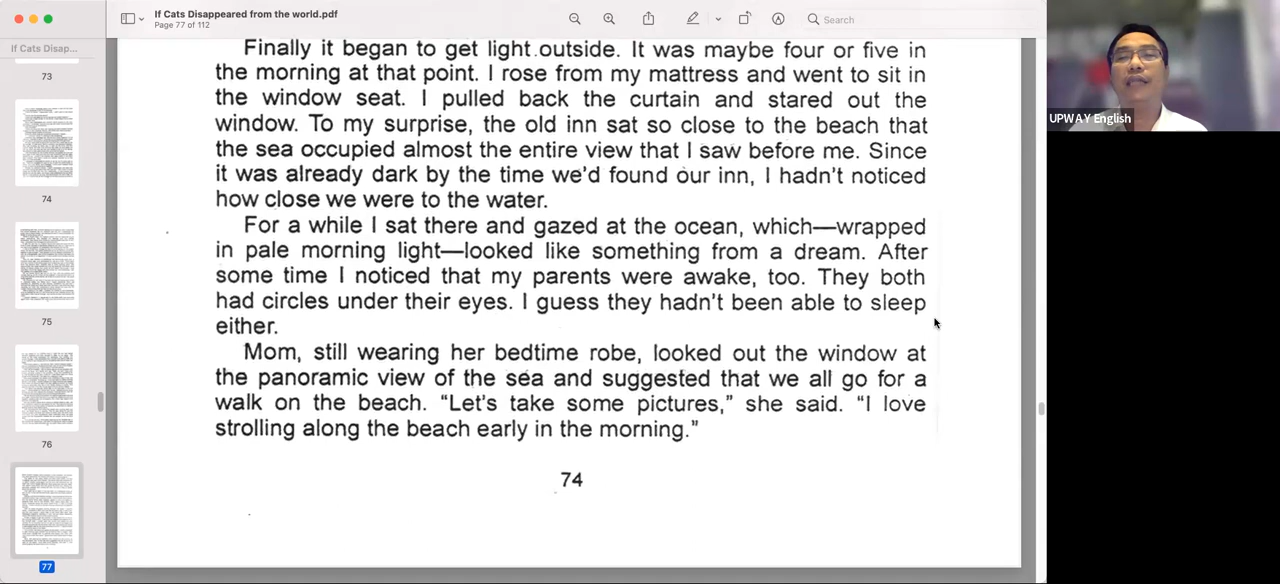 If Cats Disappeared from the world.pdf
Page 77 of 112
Search
If Cats Disap...
73
74
75
76
77
Finally it began to get light outside. It was maybe four or five in
the morning at that point. I rose from my mattress and went to sit in
the window seat. I pulled back the curtain and stared out the
window. To my surprise, the old inn sat so close to the beach that
the sea occupied almost the entire view that I saw before me. Since
it was already dark by the time we'd found our inn, I hadn't noticed
how close we were to the water.
For a while I sat there and gazed at the ocean, which—wrapped
in pale morning light—looked like something from a dream. After
some time I noticed that my parents were awake, too. They both
had circles under their eyes. I guess they hadn't been able to sleep
either.
Mom, still wearing her bedtime robe, looked out the window at
the panoramic view of the sea and suggested that we all go for a
walk on the beach. “Let's take some pictures,” she said. “I love
strolling along the beach early in the morning.”
74
UPWAY English